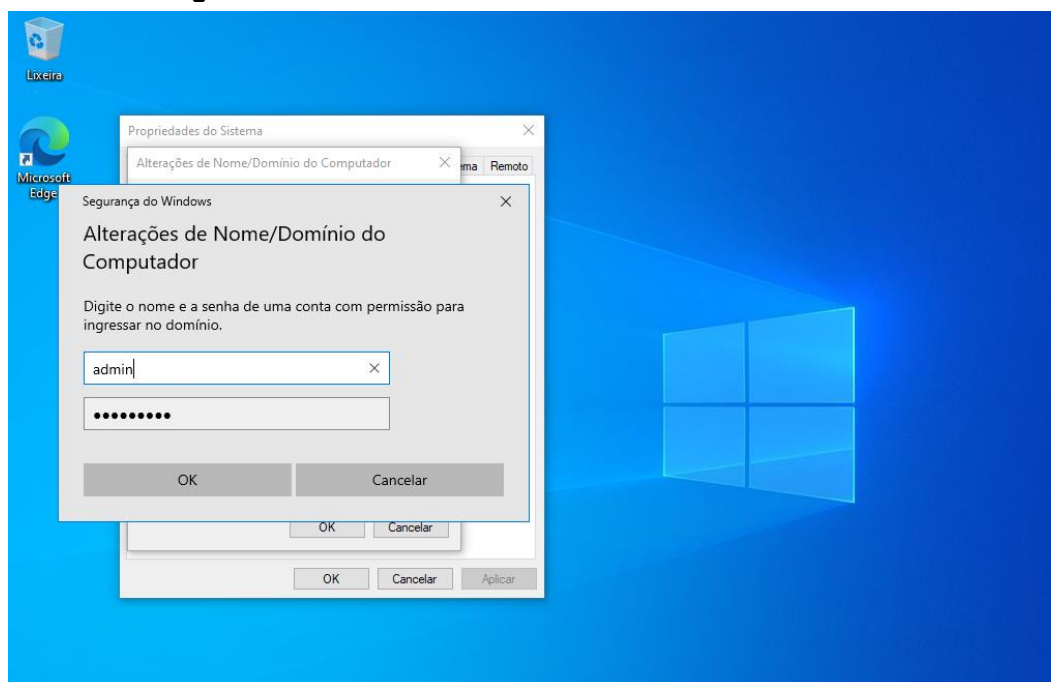 Lixeira
Microsoft
Edge
Propriedades do Sistema
Alterações de Nome/Domínio do Computador
ema Remoto
Segurança do Windows
Alterações de Nome/Domínio do
Computador
Digite o nome e a senha de uma conta com permissão para
ingressar no domínio.
admin
•••••••••
OK Cancelar
OK Cancelar
OK Cancelar Aplicar